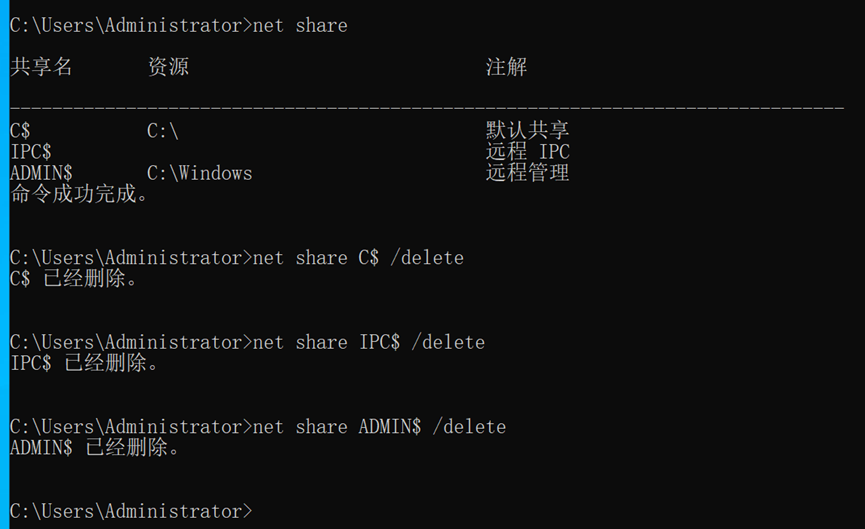 C:\Users\Administrator>net share
共享名 资源 注解
-------------------------------------------------------------------------------
C$ C:\ 默认共享
IPC$ 远程 IPC
ADMIN$ C:\Windows 远程管理
命令成功完成。
C:\Users\Administrator>net share C$ /delete
C$ 已经删除。
C:\Users\Administrator>net share IPC$ /delete
IPC$ 已经删除。
C:\Users\Administrator>net share ADMIN$ /delete
ADMIN$ 已经删除。
C:\Users\Administrator>